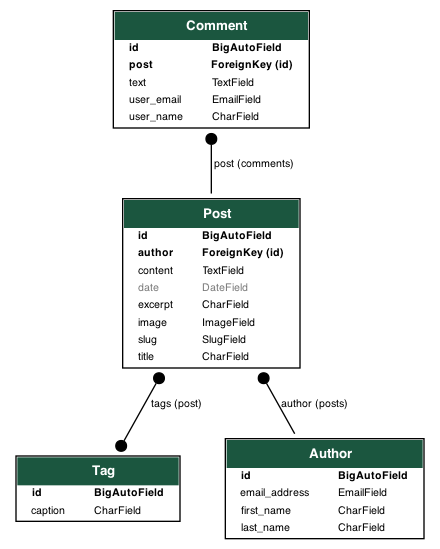 Comment
id BigAutoField
post ForeignKey (id)
text TextField
user_email EmailField
user_name CharField
post (comments)
Post
id BigAutoField
author ForeignKey (id)
content TextField
date DateField
excerpt CharField
image ImageField
slug SlugField
title CharField
tags (post) author (posts)
Tag
id BigAutoField
caption CharField
Author
id BigAutoField
email_address EmailField
first_name CharField
last_name CharField